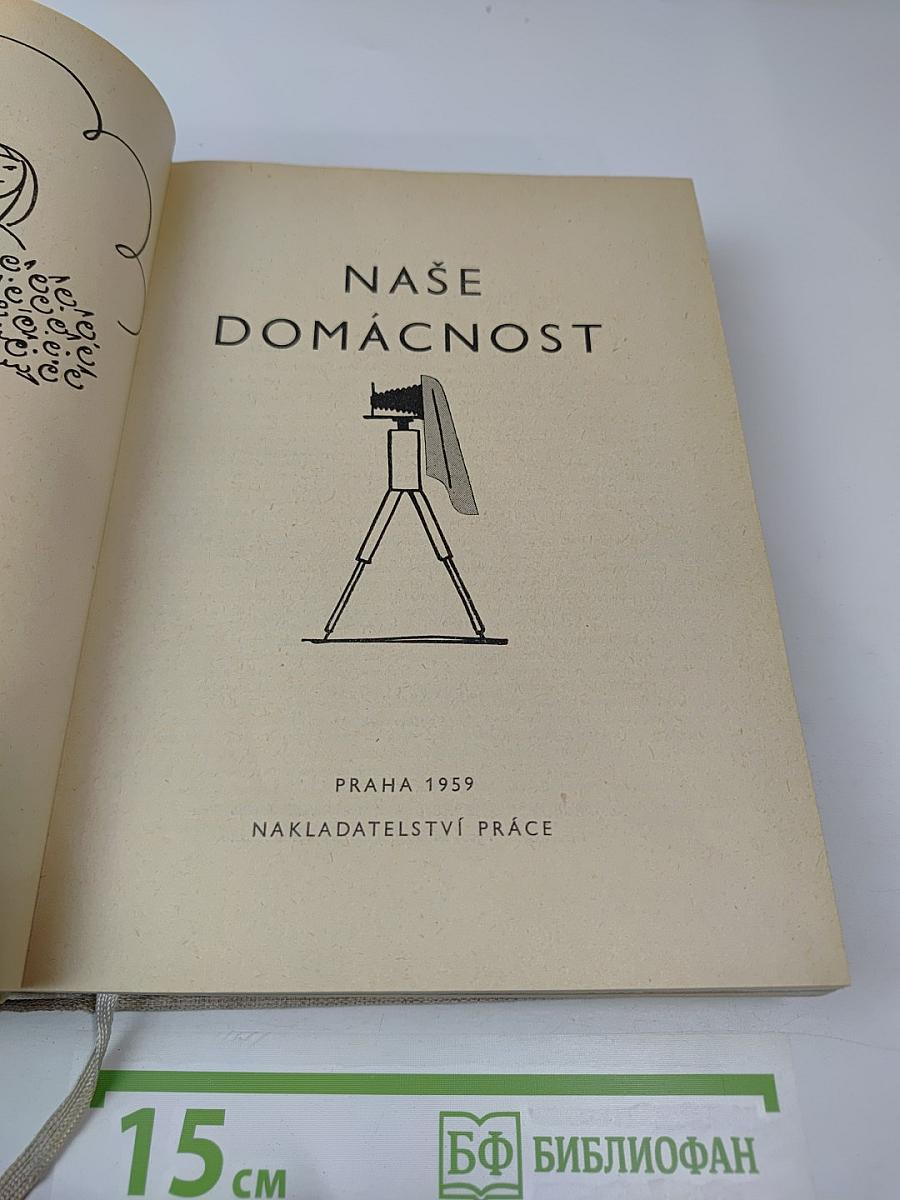 NAŠE
DOMÁCNOST
PRAHA 1959
NAKLADATELSTVÍ PRÁCE
15 см
БФ БИБЛИОФАН